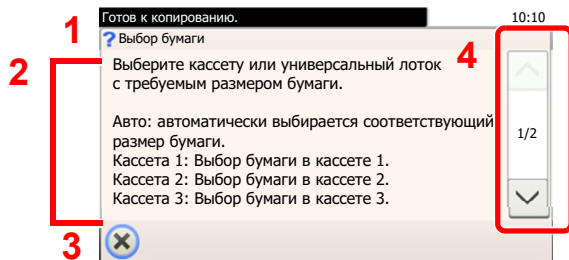 Готов к копированию.
10:10
1
? Выбор бумаги
2
4
Выберите кассету или универсальный лоток
с требуемым размером бумаги.
Авто: автоматически выбирается соответствующий
размер бумаги.
1/2
Кассета 1: Выбор бумаги в кассете 1.
Кассета 2: Выбор бумаги в кассете 2.
Кассета 3: Выбор бумаги в кассете 3.
3